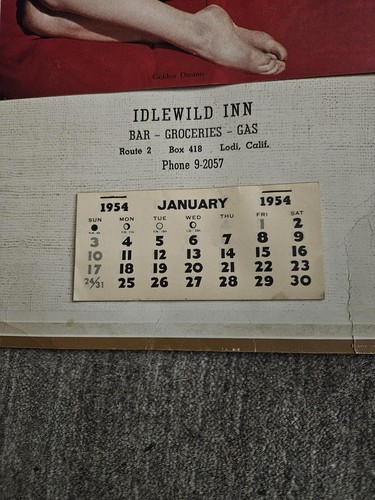 Golden Dreams
IDLEWILD INN
BAR - GROCERIES - GAS
Route 2 Box 418 Lodi, Calif.
Phone 9-2057
1954 JANUARY 1954
SUN MON TUE WED THU FRI SAT
1 2
3 4 5 6 7 8 9
10 11 12 13 14 15 16
17 18 19 20 21 22 23
24/31 25 26 27 28 29 30